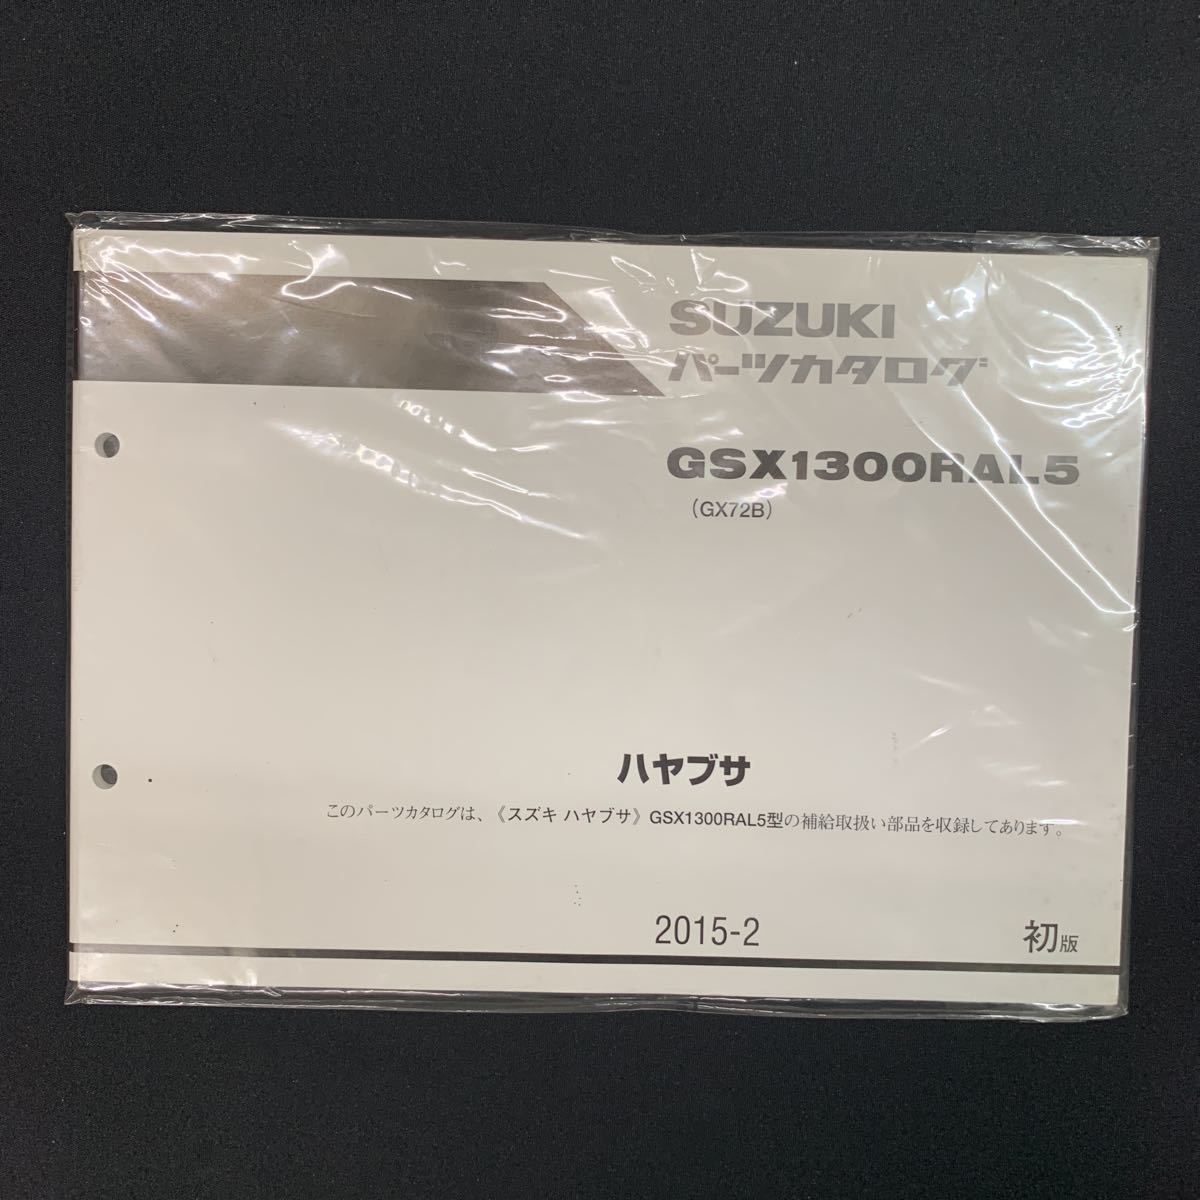 SUZUKI
パーツカタログ
GSX1300RAL5
(GX72B)
ハヤブサ
このパーツカタログは、《スズキ ハヤブサ》GSX1300RAL5型の補給取扱い部品を収録してあります。
2015-2 初版